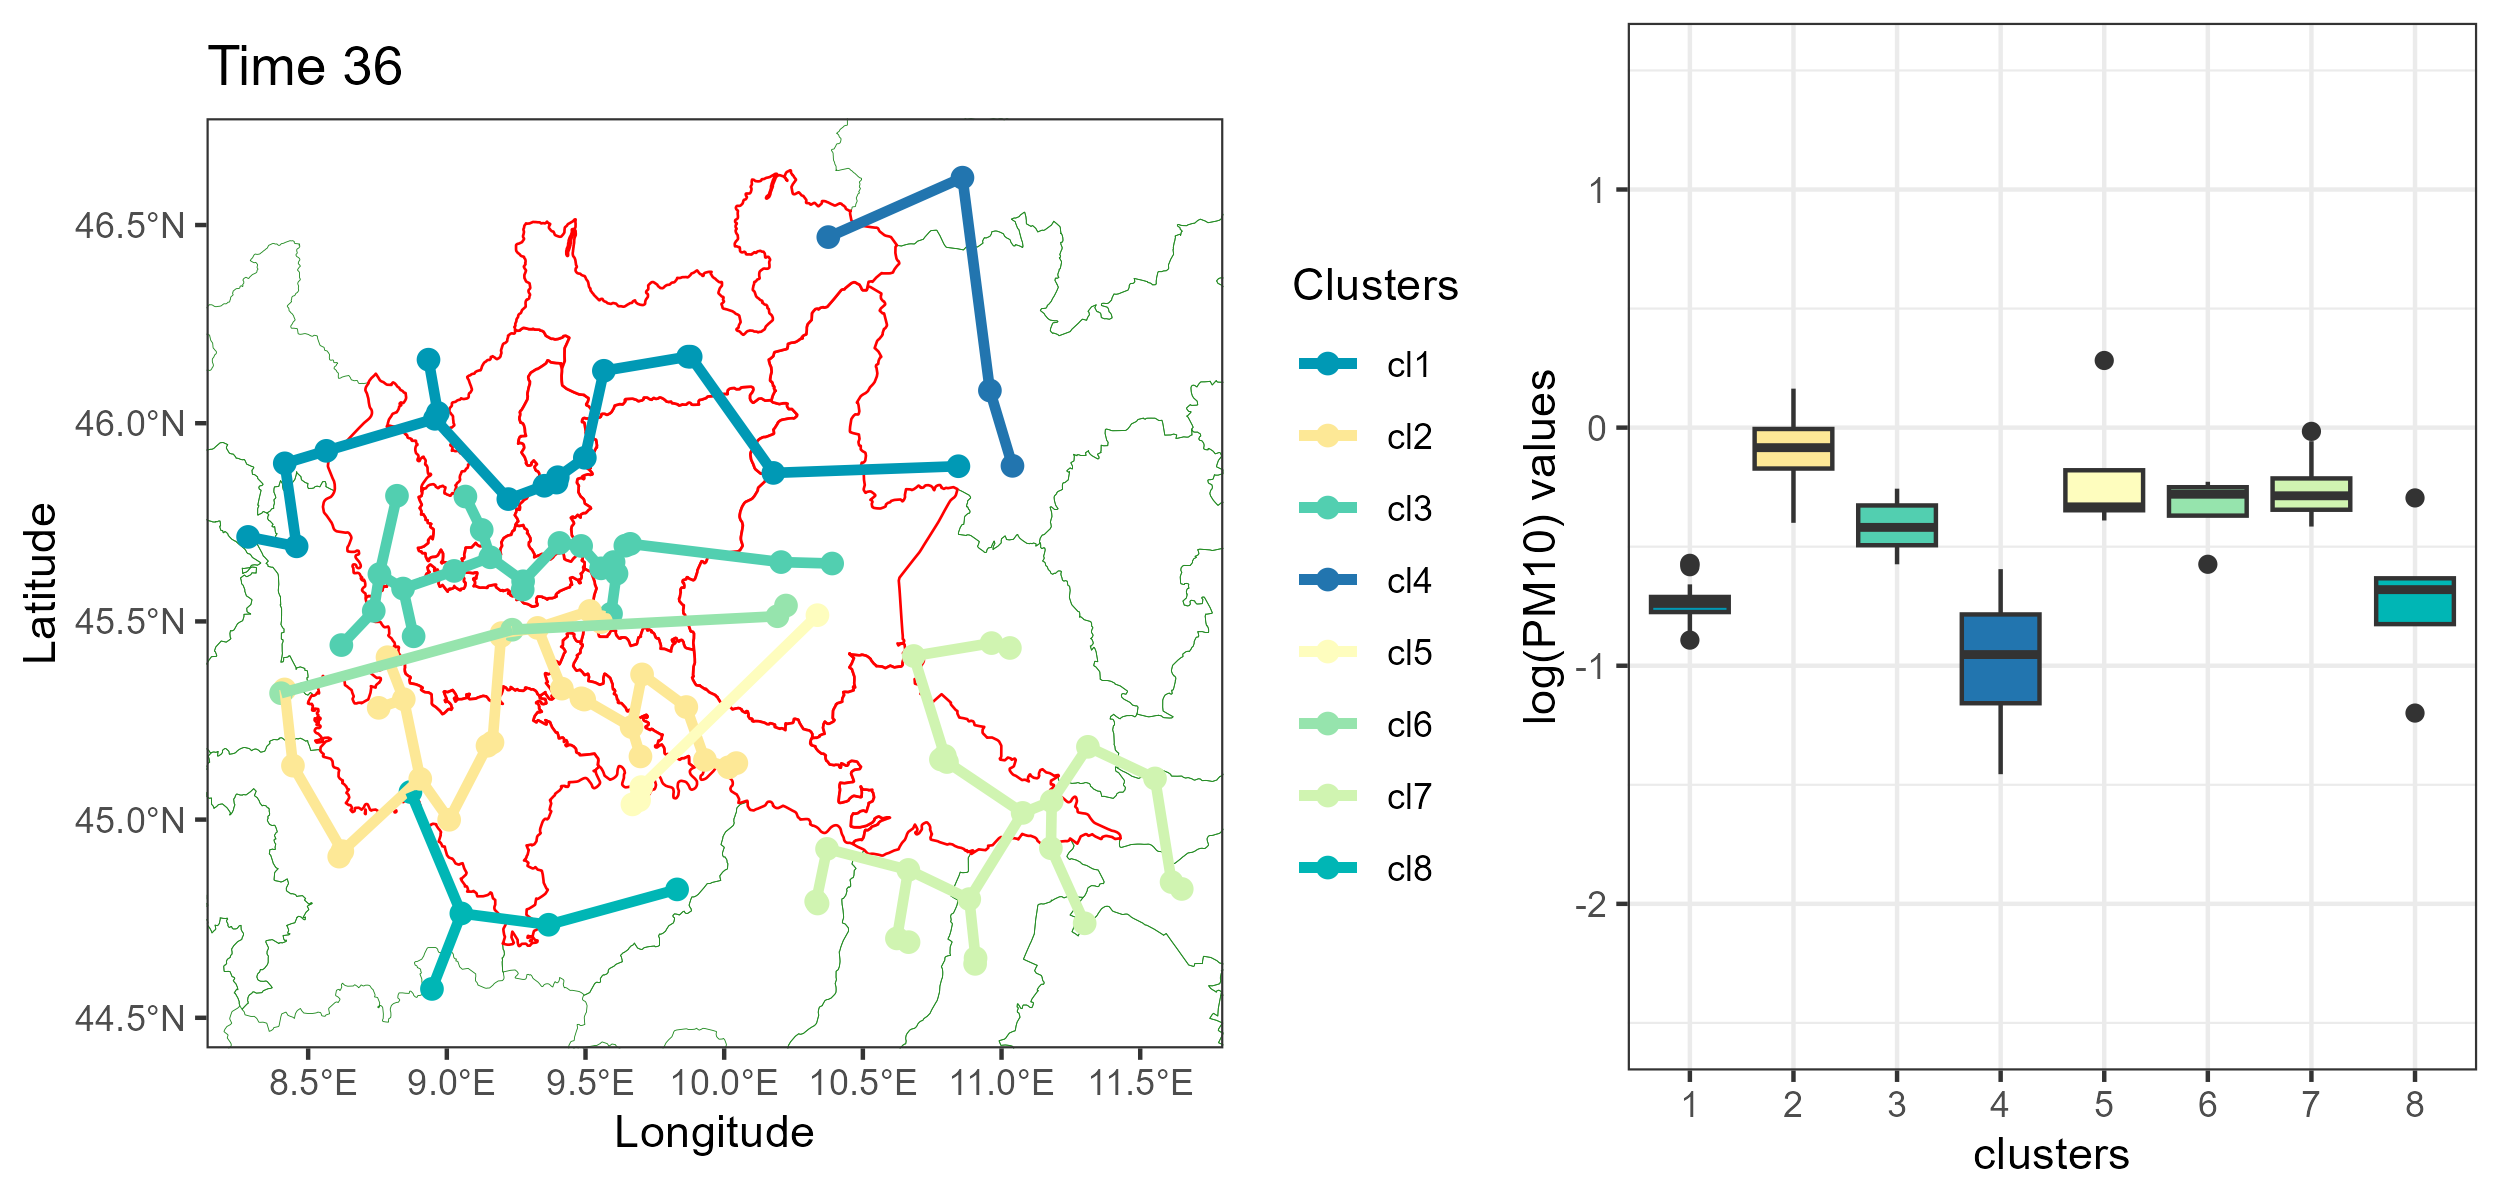 Time 36
46.5°N
46.0°N
45.5°N
45.0°N
44.5°N
Latitude
8.5°E 9.0°E 9.5°E 10.0°E 10.5°E 11.0°E 11.5°E
Longitude
Clusters
cl1
cl2
cl3
cl4
cl5
cl6
cl7
cl8
log(PM10) values
1
0
-1
-2
1 2 3 4 5 6 7 8
clusters